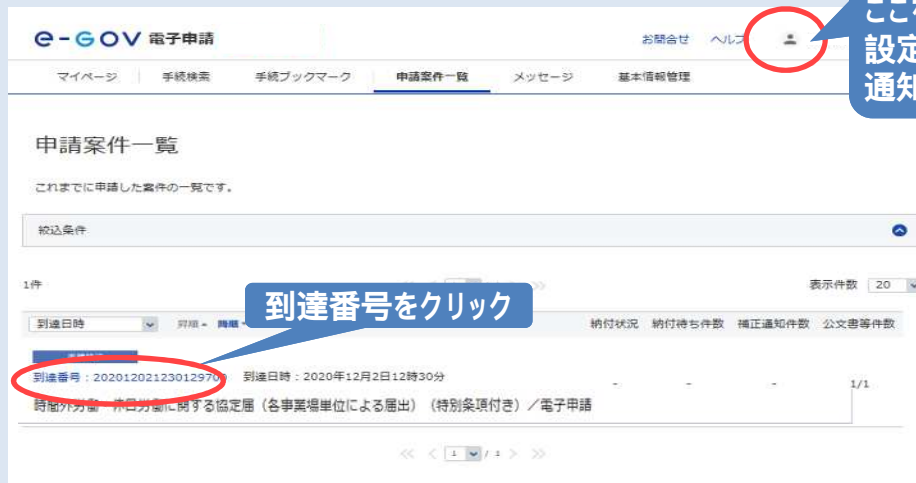 e-GOV 電子申請
お問合せ ヘルプ
ここ
設定
通知
マイページ 手続検索 手続ブックマーク 申請案件一覧 メッセージ 基本情報管理
申請案件一覧
これまでに申請した案件の一覧です。
絞込条件
1件
1
表示件数 20
到達番号をクリック
到達日時 昇順 降順 納付状況 納付待ち件数 補正通知件数 公文書等件数
到達番号：202012021230129700 到達日時：2020年12月2日12時30分
- - - 1/1
時間外労働 休日労働に関する協定届（各事業場単位による届出）（特別条項付き）／電子申請
<< < 1 / 1 > >>